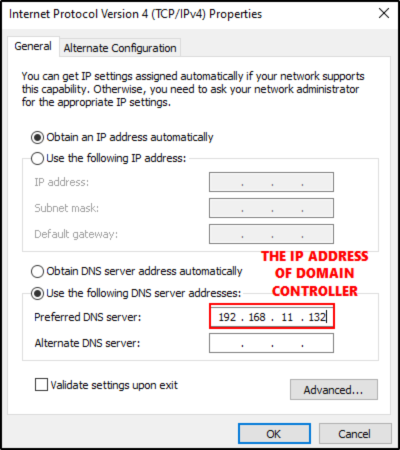 Internet Protocol Version 4 (TCP/IPv4) Properties
General
Alternate Configuration
You can get IP settings assigned automatically if your network supports
this capability. Otherwise, you need to ask your network administrator
for the appropriate IP settings.
Obtain an IP address automatically
Use the following IP address:
IP address: . . .
Subnet mask: . . .
Default gateway: . . .
THE IP ADDRESS
OF DOMAIN
CONTROLLER
Obtain DNS server address automatically
Use the following DNS server addresses:
Preferred DNS server: 192 . 168 . 11 . 132
Alternate DNS server: . . .
Validate settings upon exit
Advanced...
OK
Cancel